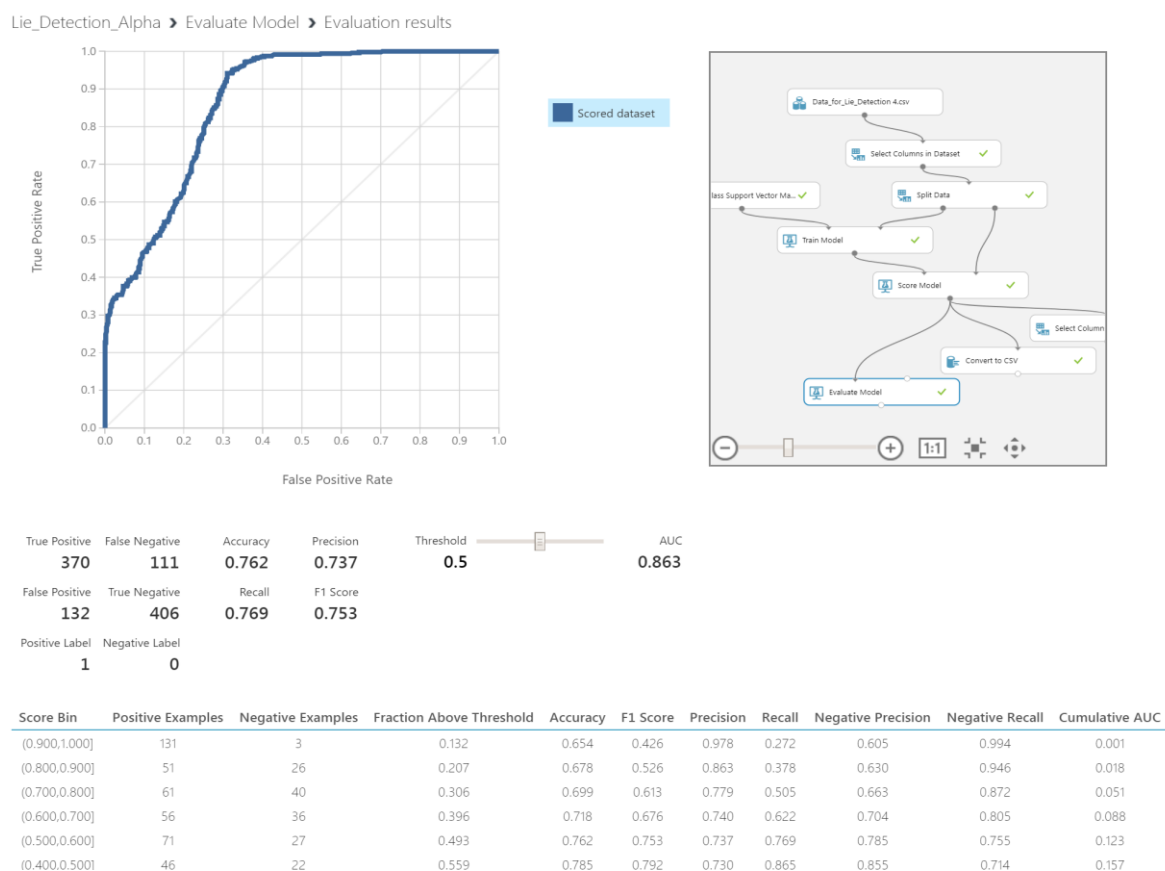 Lie_Detection_Alpha ❯ Evaluate Model ❯ Evaluation results
1.0
0.9
0.8
0.7
0.6
0.5
0.4
0.3
0.2
0.1
0.0
True Positive Rate
0.0 0.1 0.2 0.3 0.4 0.5 0.6 0.7 0.8 0.9 1.0
False Positive Rate
Scored dataset
Data_for_Lie_Detection 4.csv
Select Columns in Dataset
lass Support Vector Ma...
Split Data
Train Model
Score Model
Select Column
Convert to CSV
Evaluate Model
1:1
True Positive False Negative Accuracy Precision Threshold AUC
370 111 0.762 0.737 0.5 0.863
False Positive True Negative Recall F1 Score
132 406 0.769 0.753
Positive Label Negative Label
1 0
Score Bin Positive Examples Negative Examples Fraction Above Threshold Accuracy F1 Score Precision Recall Negative Precision Negative Recall Cumulative AUC
(0.900,1.000] 131 3 0.132 0.654 0.426 0.978 0.272 0.605 0.994 0.001
(0.800,0.900] 51 26 0.207 0.678 0.526 0.863 0.378 0.630 0.946 0.018
(0.700,0.800] 61 40 0.306 0.699 0.613 0.779 0.505 0.663 0.872 0.051
(0.600,0.700] 56 36 0.396 0.718 0.676 0.740 0.622 0.704 0.805 0.088
(0.500,0.600] 71 27 0.493 0.762 0.753 0.737 0.769 0.785 0.755 0.123
(0.400,0.500] 46 22 0.559 0.785 0.792 0.730 0.865 0.855 0.714 0.157